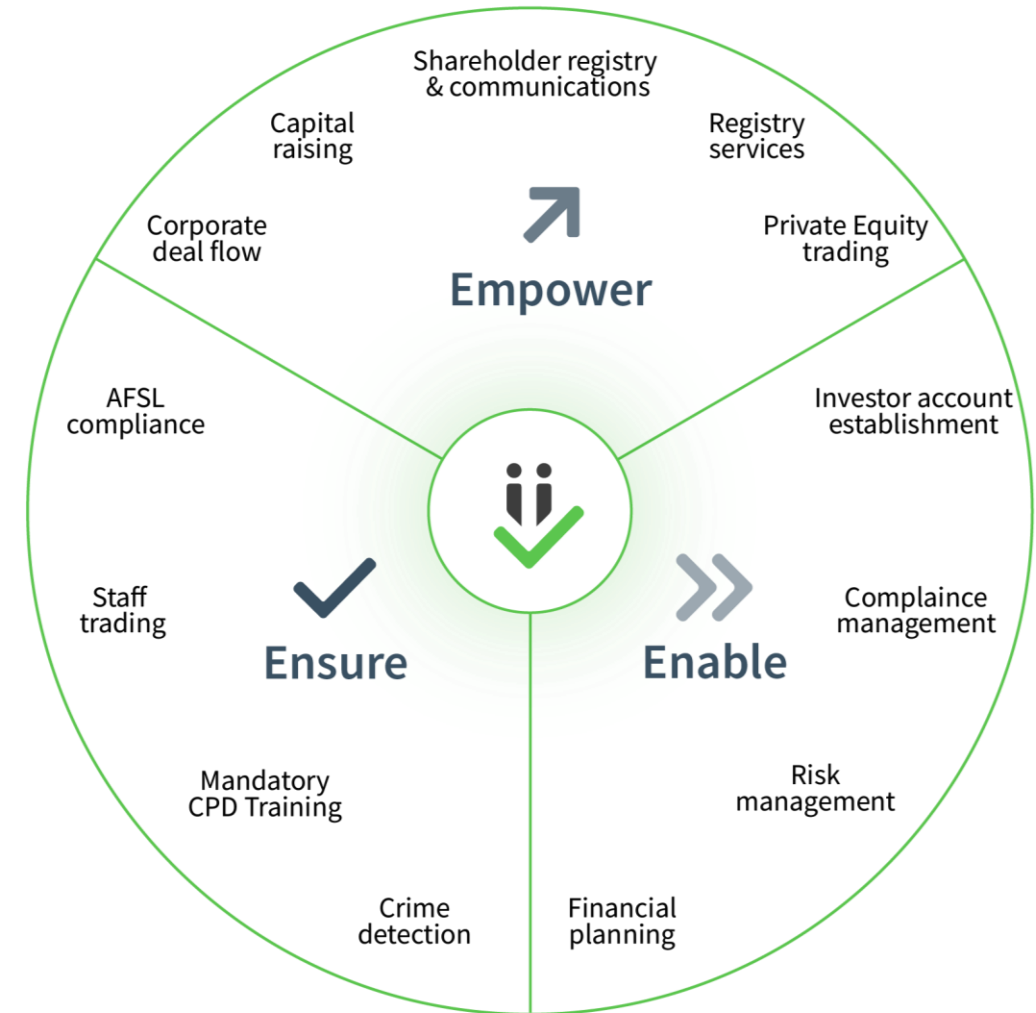 Shareholder registry
& communications
Capital
raising
Registry
services
Corporate
deal flow
Private Equity
trading
Empower
AFSL
compliance
Investor account
establishment
Staff
trading
Complaince
management
Ensure
Enable
Mandatory
CPD Training
Risk
management
Crime
detection
Financial
planning